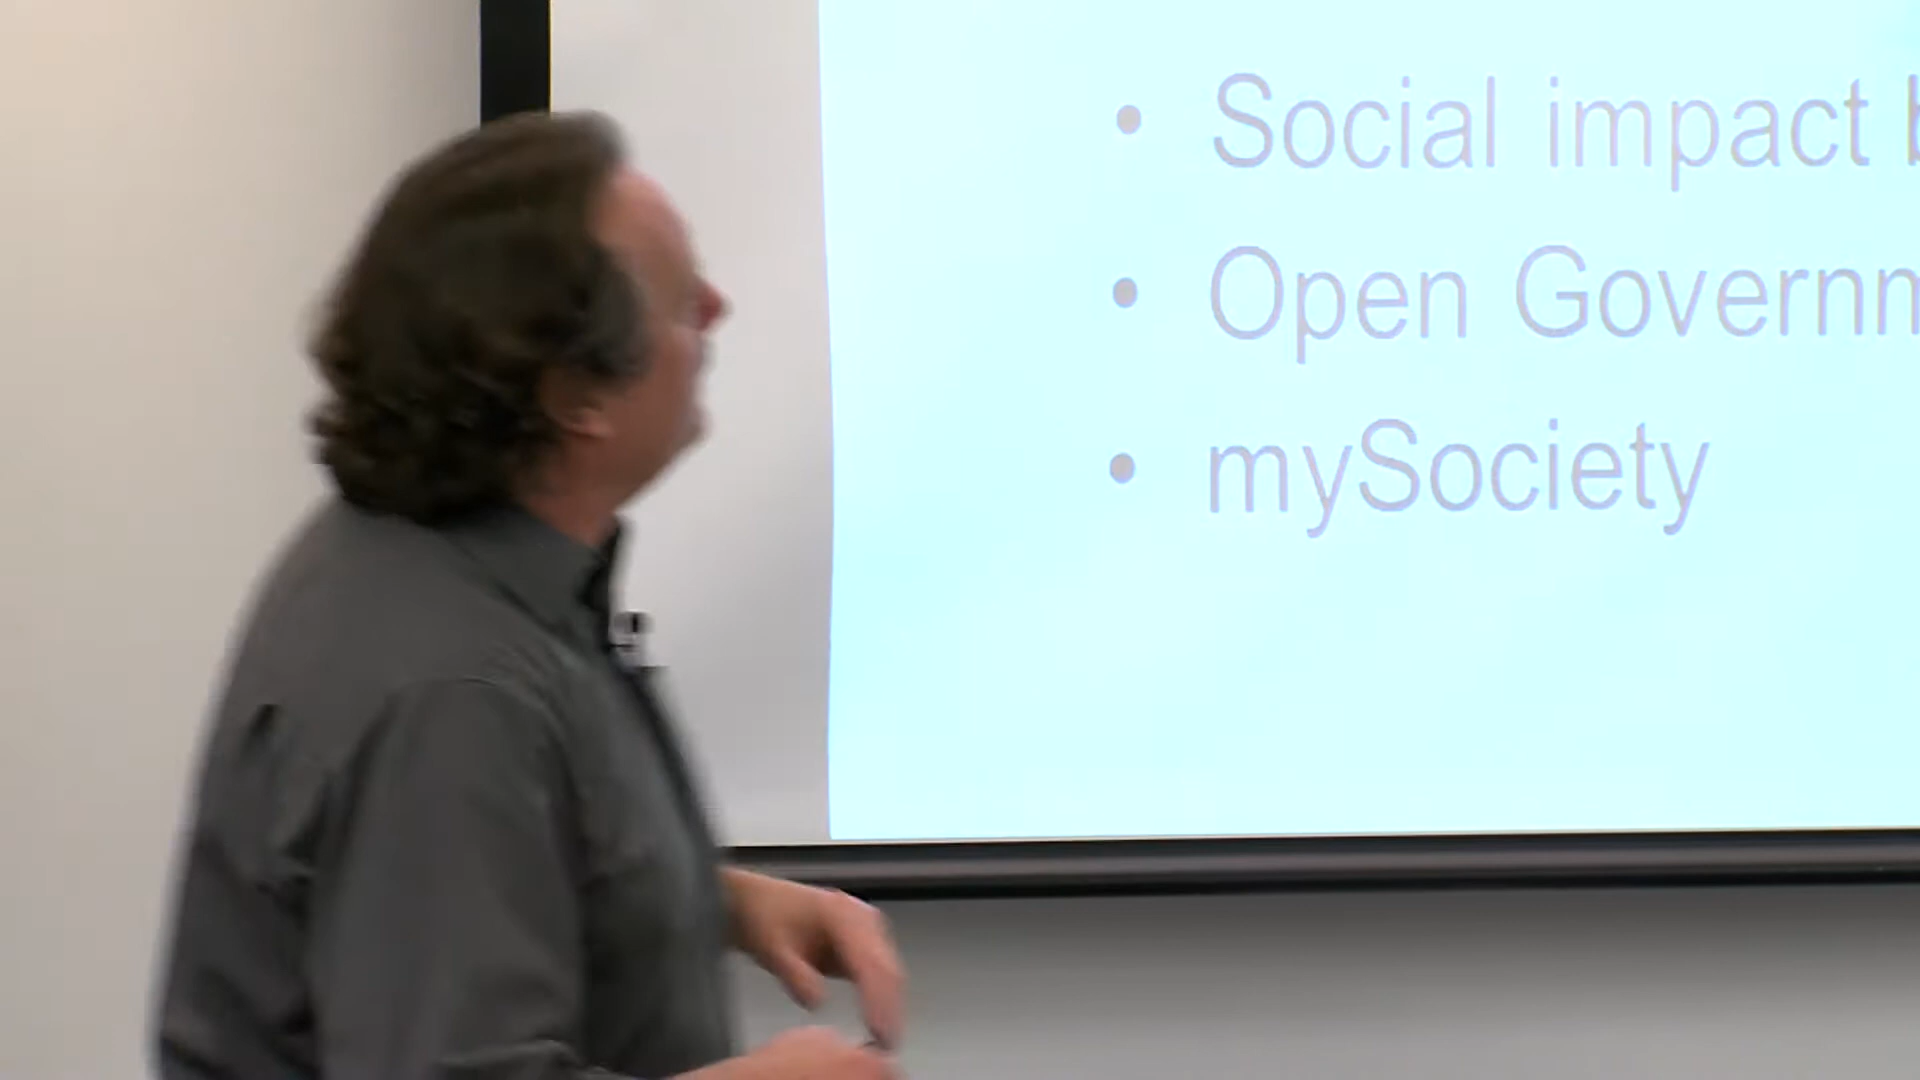 • Social impact
• Open
• mySociety